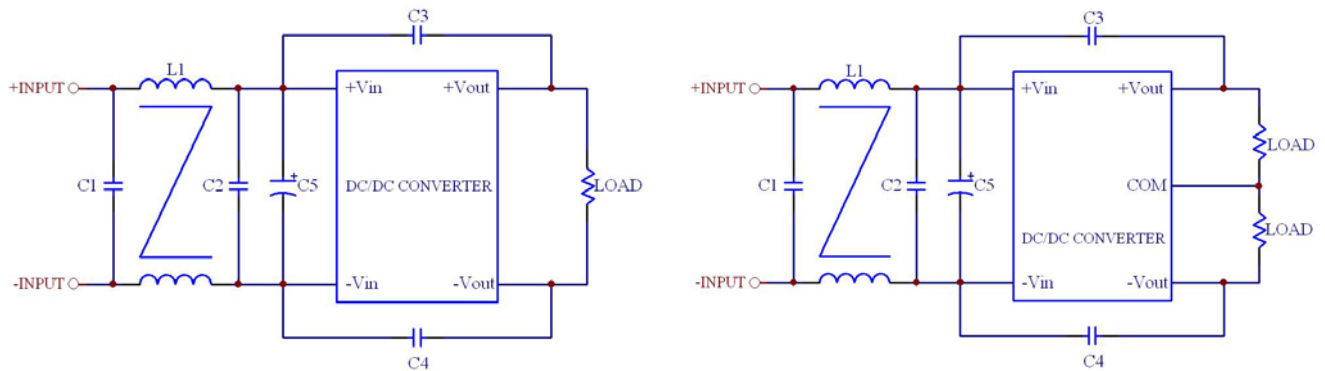 C3
L1
+INPUT
+Vin
+Vout
C1
C2
+
C5
DC/DC CONVERTER
LOAD
-INPUT
-Vin
-Vout
C4
C3
L1
+INPUT
+Vin
+Vout
LOAD
C1
C2
+
C5
COM
LOAD
DC/DC CONVERTER
-INPUT
-Vin
-Vout
C4